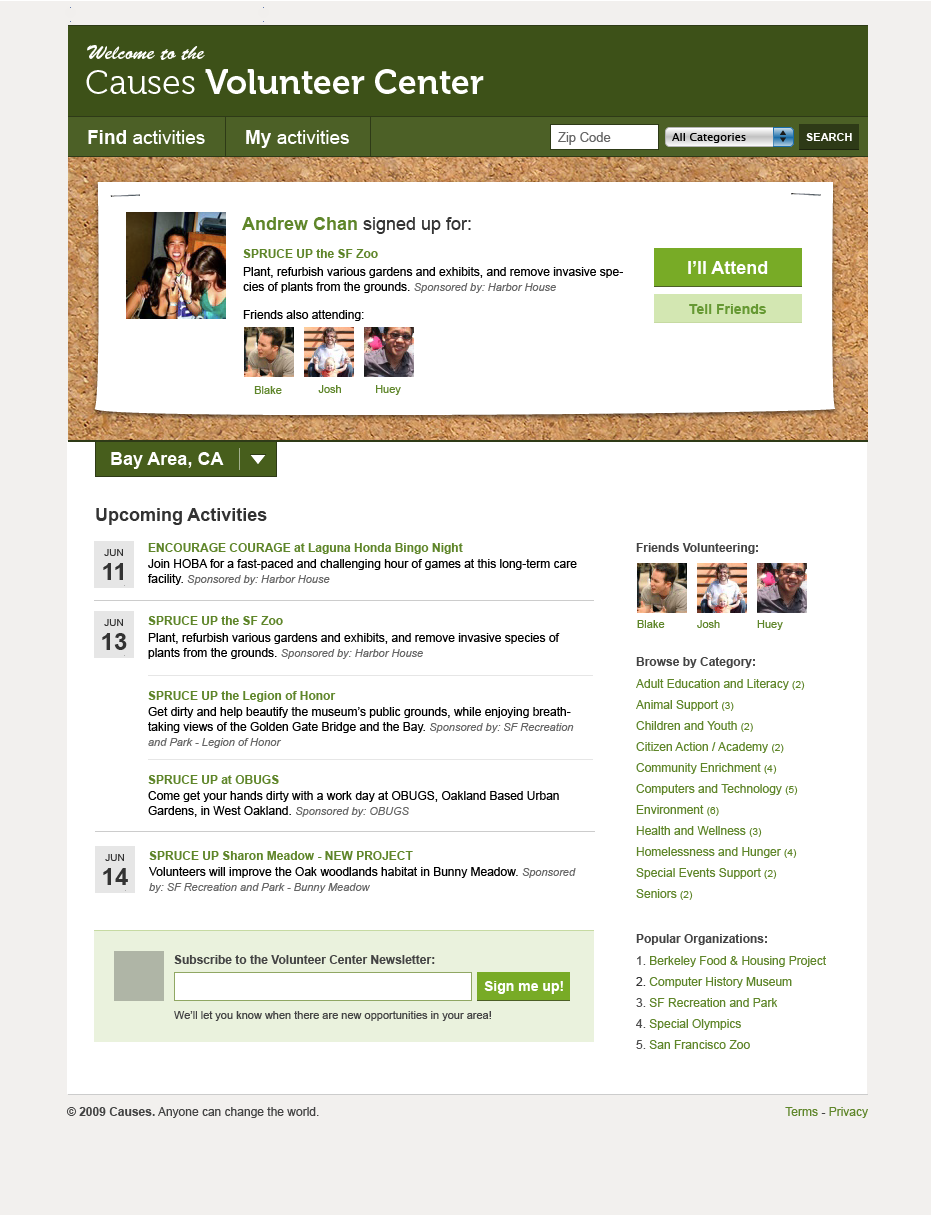 Welcome to the
Causes Volunteer Center
Find activities
My activities
Zip Code
All Categories
SEARCH
Andrew Chan signed up for:
SPRUCE UP the SF Zoo
Plant, refurbish various gardens and exhibits, and remove invasive spe-
cies of plants from the grounds. Sponsored by: Harbor House
Friends also attending:
Blake
Josh
Huey
I'll Attend
Tell Friends
Bay Area, CA
Upcoming Activities
JUN
11
ENCOURAGE COURAGE at Laguna Honda Bingo Night
Join HOBA for a fast-paced and challenging hour of games at this long-term care
facility. Sponsored by: Harbor House
JUN
13
SPRUCE UP the SF Zoo
Plant, refurbish various gardens and exhibits, and remove invasive species of
plants from the grounds. Sponsored by: Harbor House
SPRUCE UP the Legion of Honor
Get dirty and help beautify the museum's public grounds, while enjoying breath-
taking views of the Golden Gate Bridge and the Bay. Sponsored by: SF Recreation
and Park - Legion of Honor
SPRUCE UP at OBUGS
Come get your hands dirty with a work day at OBUGS, Oakland Based Urban
Gardens, in West Oakland. Sponsored by: OBUGS
JUN
14
SPRUCE UP Sharon Meadow - NEW PROJECT
Volunteers will improve the Oak woodlands habitat in Bunny Meadow. Sponsored
by: SF Recreation and Park - Bunny Meadow
Subscribe to the Volunteer Center Newsletter:
Sign me up!
We'll let you know when there are new opportunities in your area!
Friends Volunteering:
Blake
Josh
Huey
Browse by Category:
Adult Education and Literacy (2)
Animal Support (3)
Children and Youth (2)
Citizen Action / Academy (2)
Community Enrichment (4)
Computers and Technology (5)
Environment (6)
Health and Wellness (3)
Homelessness and Hunger (4)
Special Events Support (2)
Seniors (2)
Popular Organizations:
1. Berkeley Food & Housing Project
2. Computer History Museum
3. SF Recreation and Park
4. Special Olympics
5. San Francisco Zoo
© 2009 Causes. Anyone can change the world.
Terms - Privacy